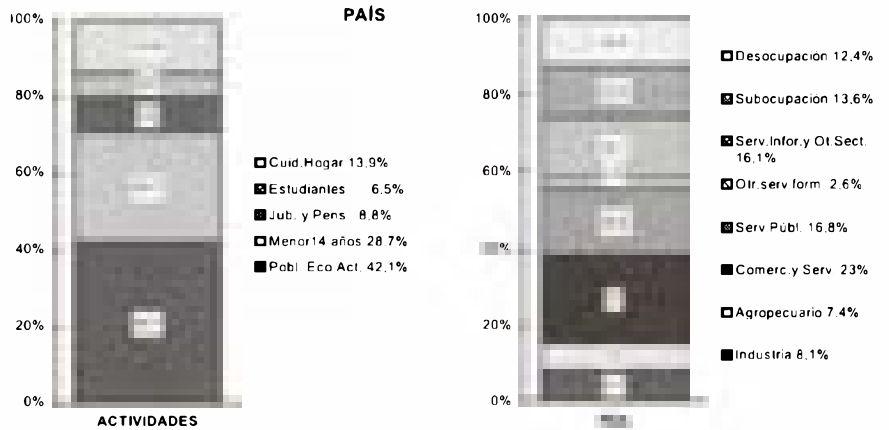 PAÍS
100%
80%
60%
40%
20%
0%
ACTIVIDADES
Cuid.Hogar 13,9%
Estudiantes 6.5%
Jub. y Pens. 8,8%
Menor14 años 28.7%
Pobl. Eco Act. 42,1%
100%
80%
60%
20%
0%
Desocupación 12,4%
Subocupación 13.6%
Serv.Infor.y Ot.Sect.
16,1%
Otr.serv form. 2,6%
Serv Públ. 16,8%
Comerc.y Serv 23%
Agropecuario 7.4%
Industria 8,1%